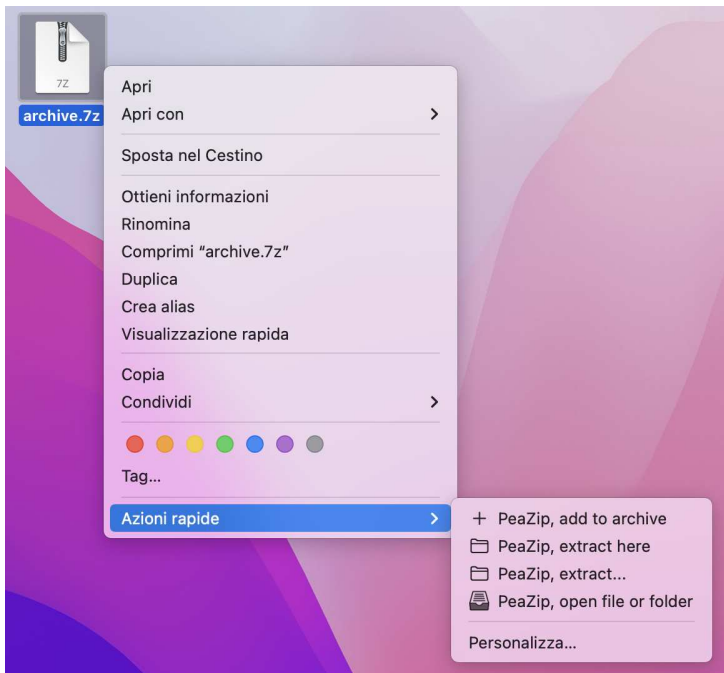 7Z
archive.7z
Apri
Apri con
Sposta nel Cestino
Ottieni informazioni
Rinomina
Comprimi “archive.7z”
Duplica
Crea alias
Visualizzazione rapida
Copia
Condividi
Tag...
Azioni rapide
PeaZip, add to archive
PeaZip, extract here
PeaZip, extract...
PeaZip, open file or folder
Personalizza...